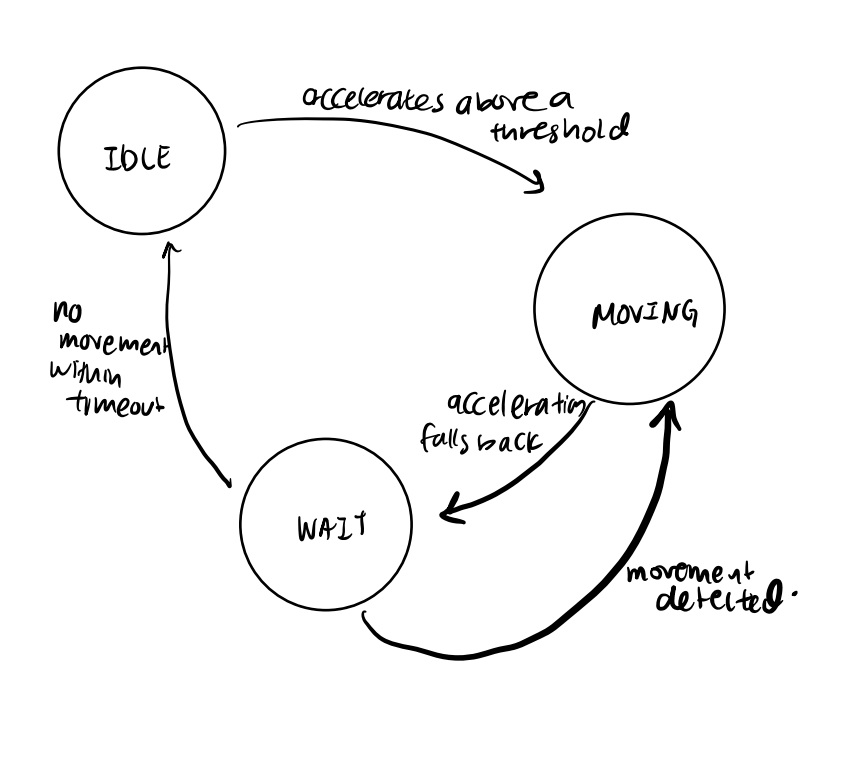 accelerates above a
threshold
IDLE
MOVING
no
movement
within
timeout
acceleration
falls back
WAIT
movement
detected.